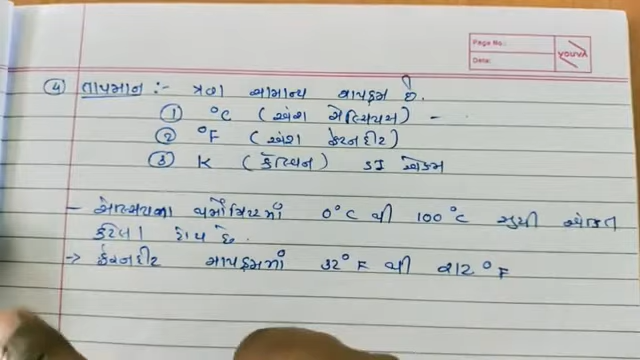 Page No.:
Date:
YOUVA
④ તાપમાન :- ત્રણ સામાન્ય માપક્રમ છે.
① °C (અંશ સેલ્સિયસ) -
② °F (અંશ ફેરનહીટ)
③ K (કેલ્વિન) SI એકમ
- સેલ્સિયસના થર્મોમિટરમાં 0°C થી 100°C સુધી અંકિત
કરેલા હોય છે.
→ ફેરનહીટ માપક્રમમાં 32°F થી 212°F